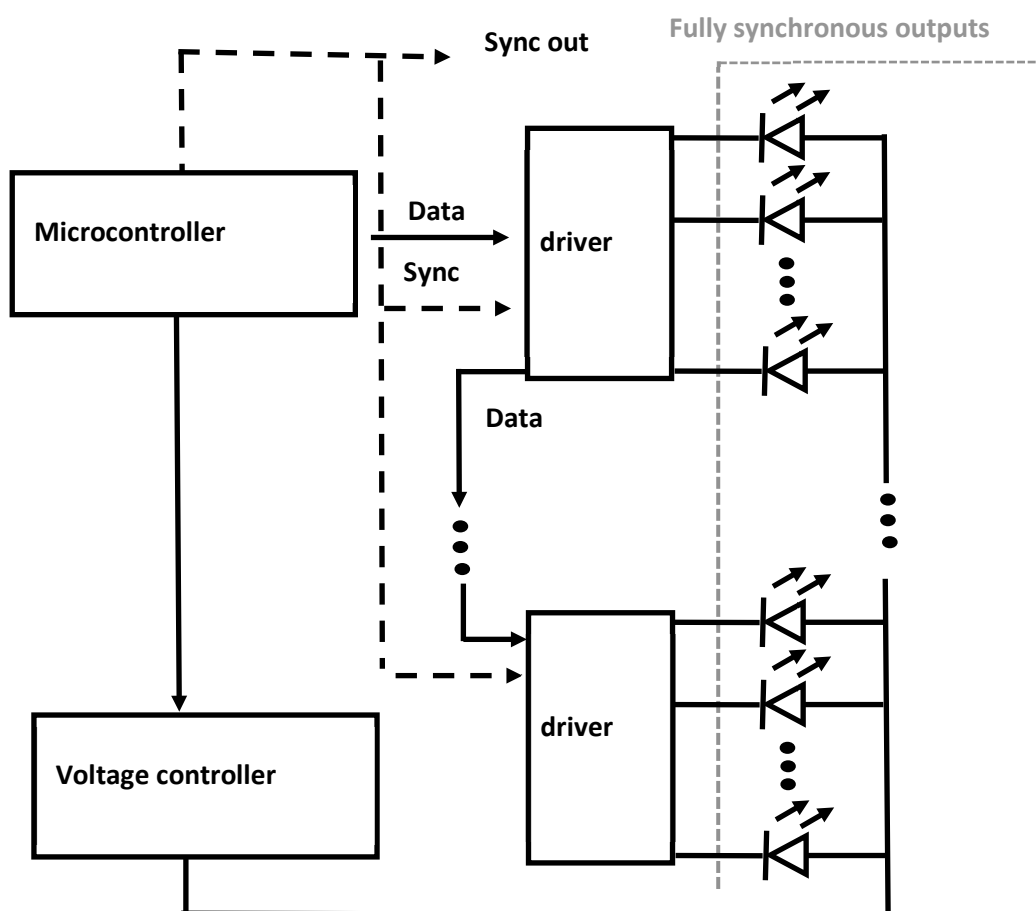 Fully synchronous outputs
Sync out
Microcontroller
Data
driver
Sync
Data
driver
Voltage controller